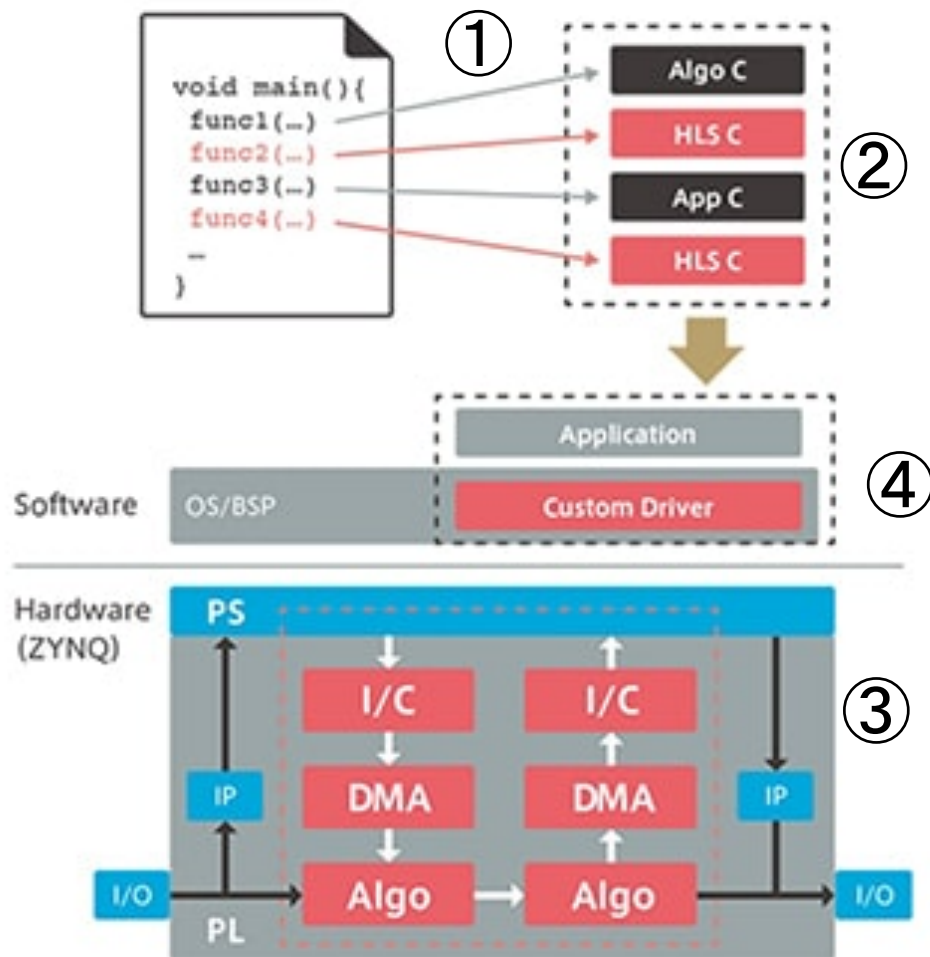 ①
void main(){
func1(…)
func2(…)
func3(…)
func4(…)
…
}
Algo C
HLS C
App C
HLS C
②
Application
Software
OS/BSP
Custom Driver
④
Hardware
(ZYNQ)
PS
I/C
I/C
③
IP
DMA
DMA
IP
I/O
Algo
Algo
I/O
PL